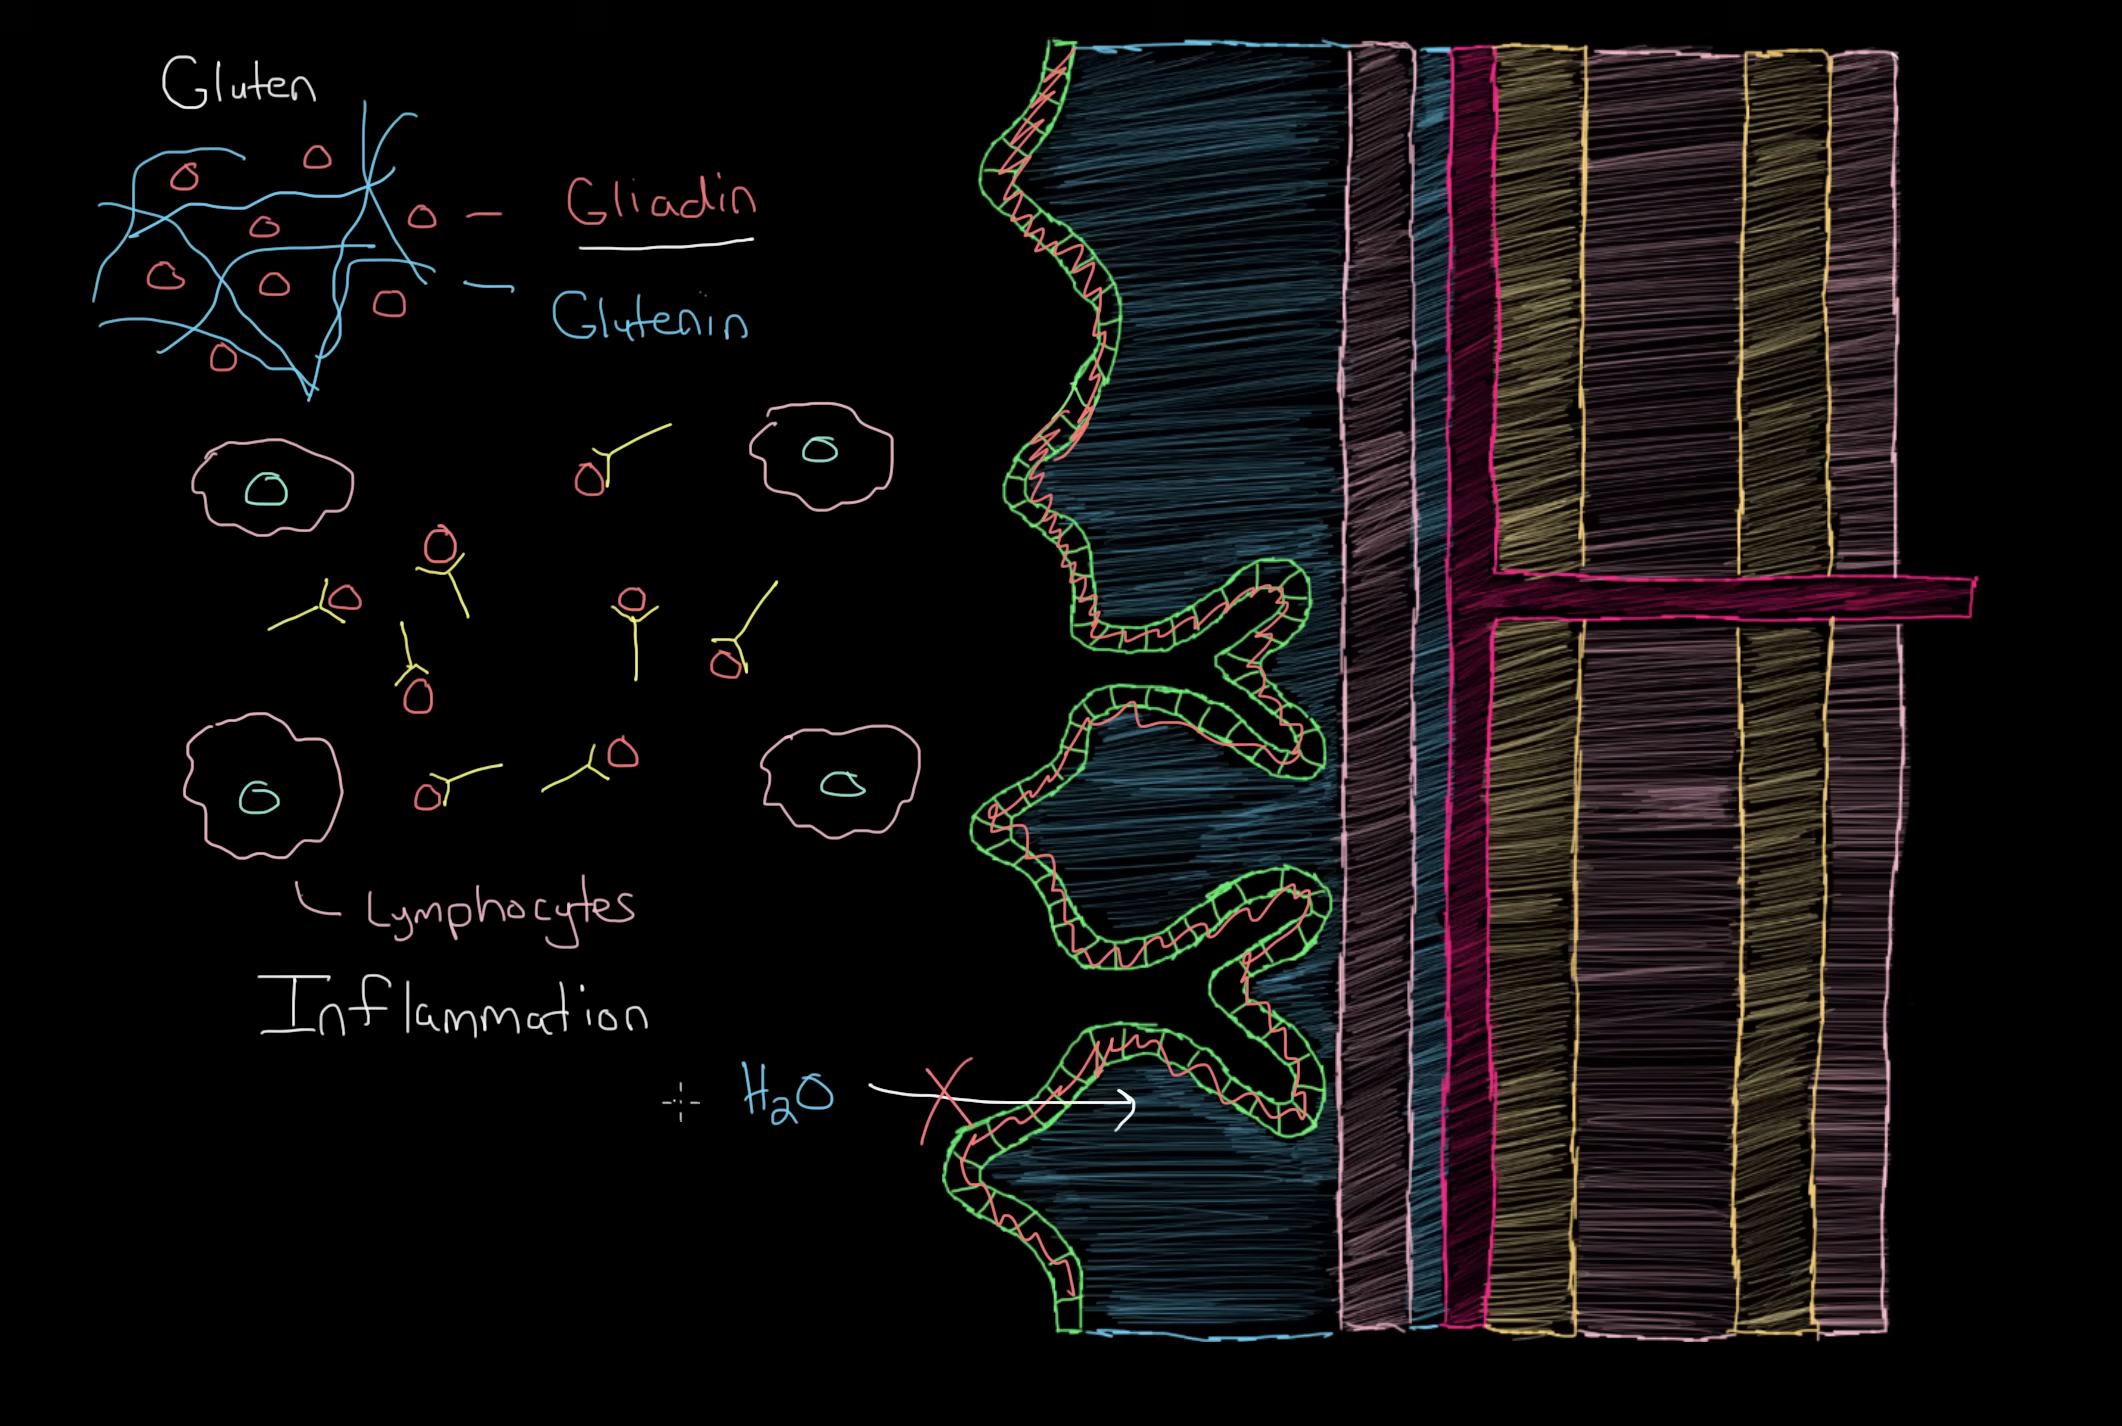 Gluten
Gliadin
Glutenin
Lymphocytes
Inflammation
H₂O